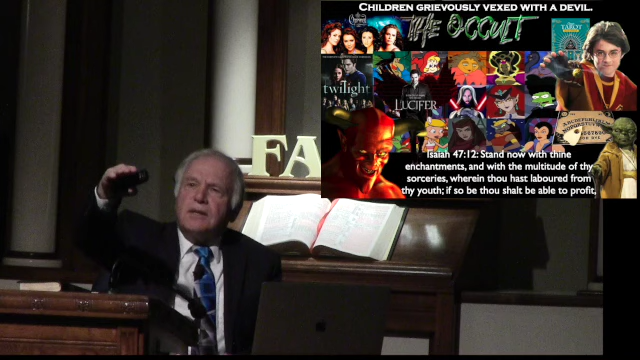 CHILDREN GRIEVOUSLY VEXED WITH A DEVIL.
THE OCCULT
TAROT
twilight
LUCIFER
FA
Isaiah 47:12: Stand now with thine
enchantments, and with the multitude of thy
sorceries, wherein thou hast laboured from
thy youth; if so be thou shalt be able to profit,